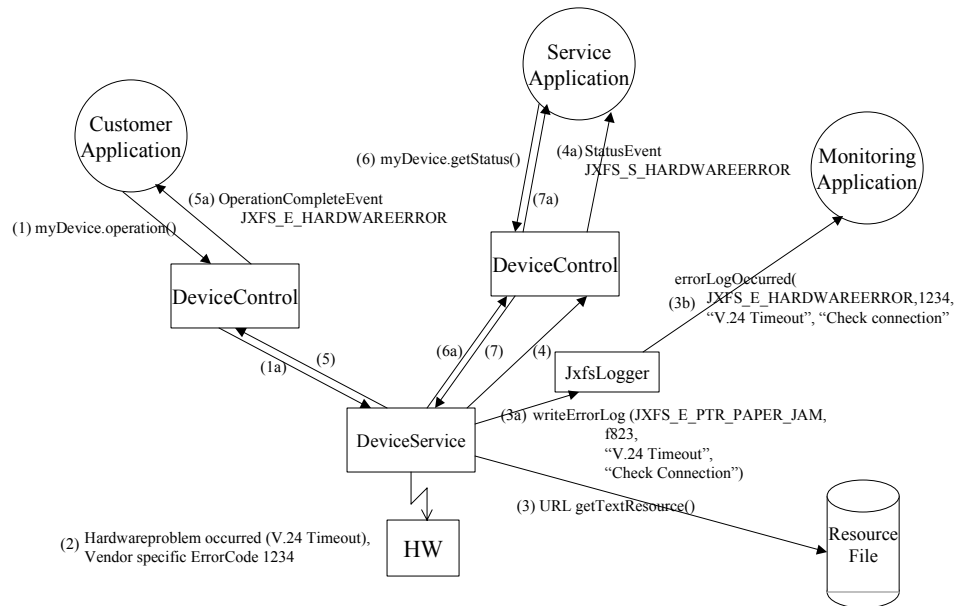 Service
Application
Customer
Application
Monitoring
Application
(6) myDevice.getStatus()
(4a) StatusEvent
JXFS_S_HARDWAREERROR
(7a)
(5a) OperationCompleteEvent
JXFS_E_HARDWAREERROR
(1) myDevice.operation()
DeviceControl
DeviceControl
errorLogOccurred(
(3b)
JXFS_E_HARDWAREERROR,1234,
“V.24 Timeout”, “Check connection”
(5)
(1a)
(6a)
(7)
(4)
JxfsLogger
DeviceService
(3a) writeErrorLog (JXFS_E_PTR_PAPER_JAM,
f823,
“V.24 Timeout”,
“Check Connection”)
(3) URL getTextResource()
(2) Hardwareproblem occurred (V.24 Timeout),
Vendor specific ErrorCode 1234
HW
Resource
File